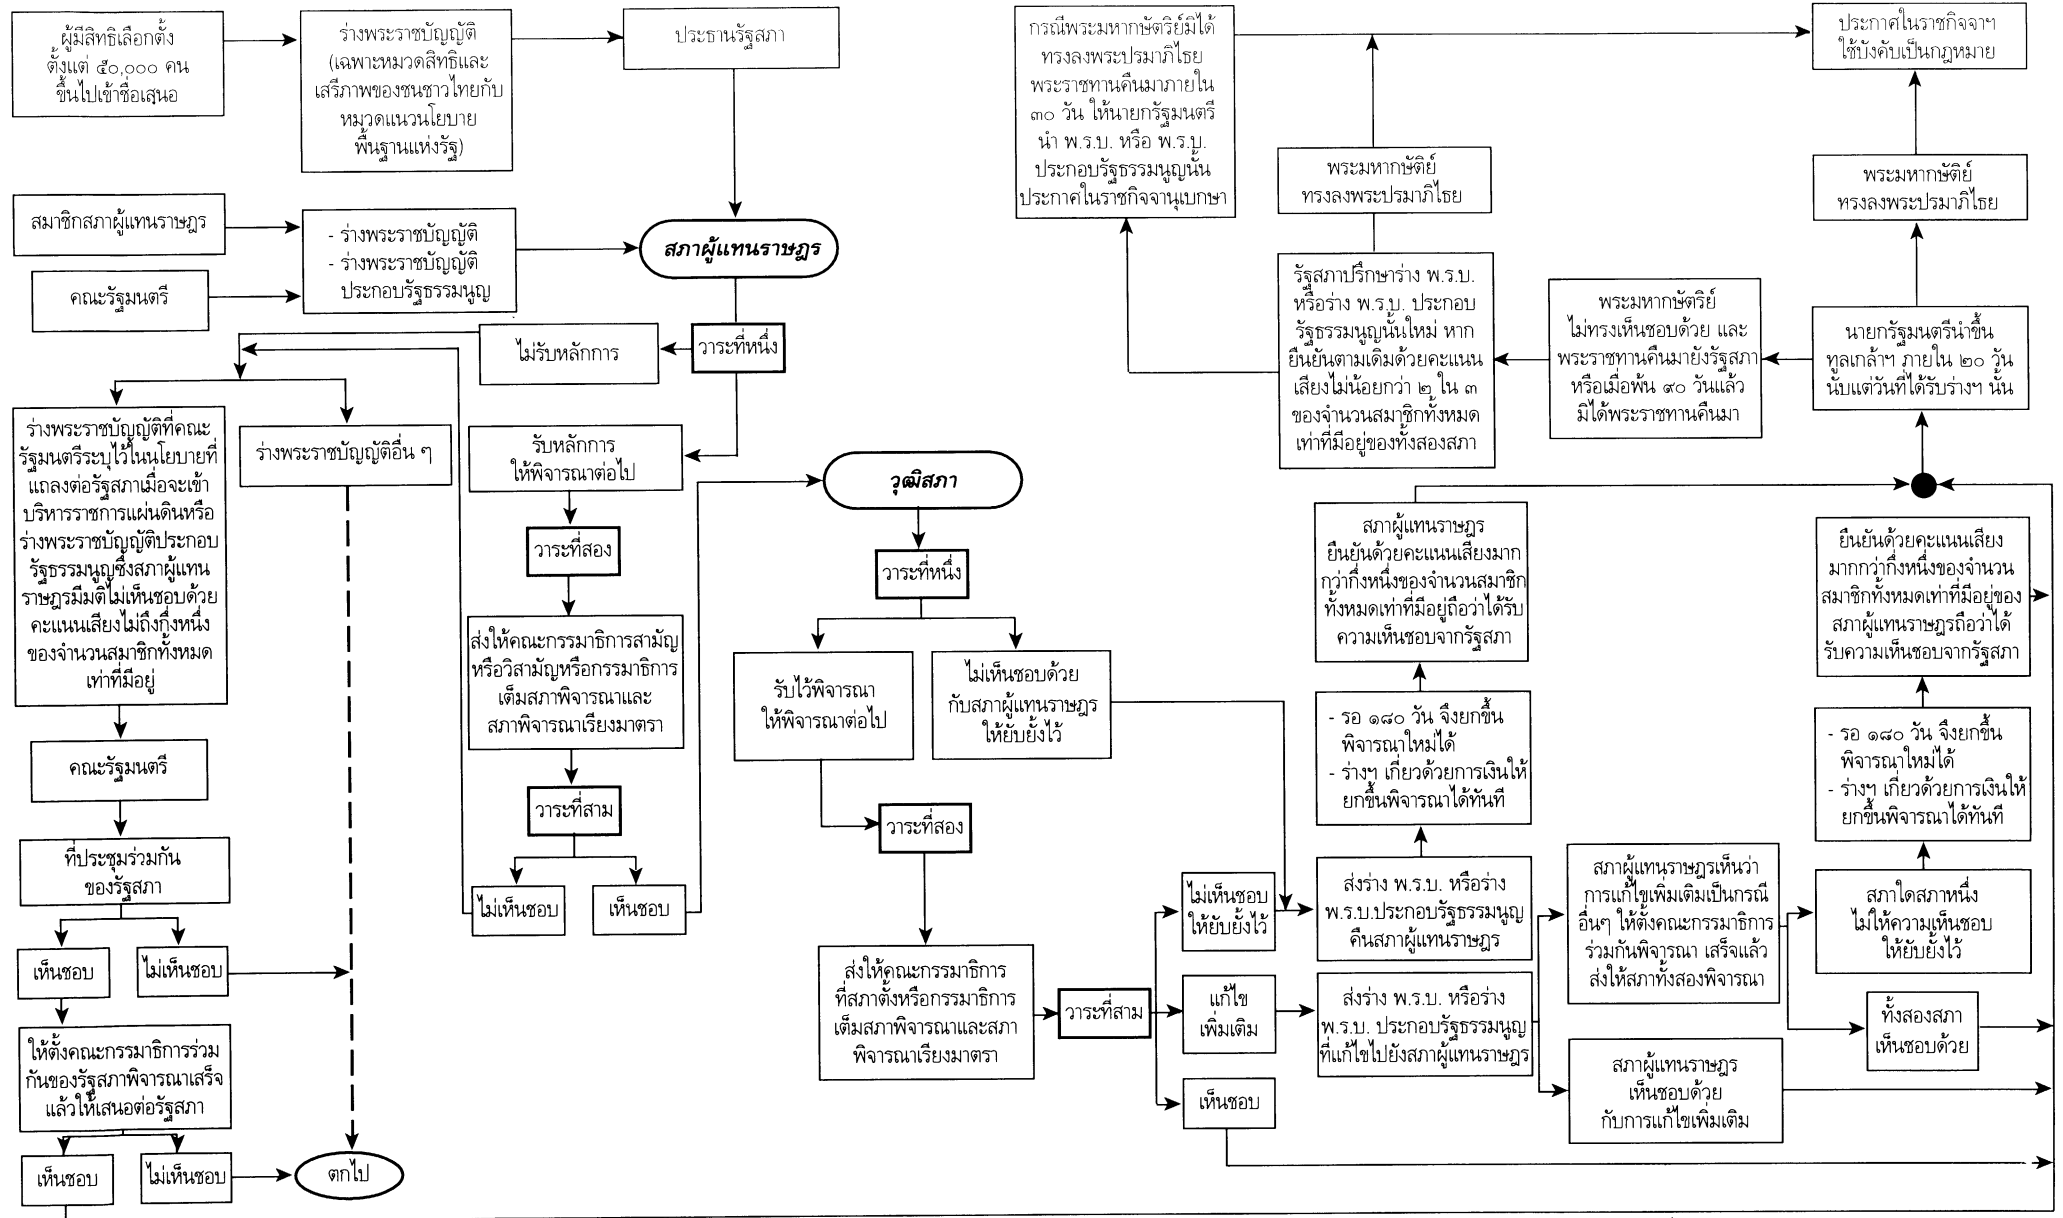 ผู้มีสิทธิเลือกตั้ง
ตั้งแต่ ๕๐,๐๐๐ คน
ขึ้นไปเข้าชื่อเสนอ
ร่างพระราชบัญญัติ
(เฉพาะหมวดสิทธิและ
เสรีภาพของชนชาวไทยกับ
หมวดแนวนโยบาย
พื้นฐานแห่งรัฐ)
ประธานรัฐสภา
สมาชิกสภาผู้แทนราษฎร
คณะรัฐมนตรี
- ร่างพระราชบัญญัติ
- ร่างพระราชบัญญัติ
ประกอบรัฐธรรมนูญ
สภาผู้แทนราษฎร
วาระที่หนึ่ง
ไม่รับหลักการ
ร่างพระราชบัญญัติที่คณะ
รัฐมนตรีระบุไว้ในนโยบายที่
แถลงต่อรัฐสภาเมื่อจะเข้า
บริหารราชการแผ่นดินหรือ
ร่างพระราชบัญญัติประกอบ
รัฐธรรมนูญซึ่งสภาผู้แทน
ราษฎรมีมติไม่เห็นชอบด้วย
คะแนนเสียงไม่ถึงกึ่งหนึ่ง
ของจำนวนสมาชิกทั้งหมด
เท่าที่มีอยู่
ร่างพระราชบัญญัติอื่น ๆ
คณะรัฐมนตรี
ที่ประชุมร่วมกัน
ของรัฐสภา
เห็นชอบ
ไม่เห็นชอบ
ให้ตั้งคณะกรรมาธิการร่วม
กันของรัฐสภาพิจารณาเสร็จ
แล้วให้เสนอต่อรัฐสภา
เห็นชอบ
ไม่เห็นชอบ
ตกไป
รับหลักการ
ให้พิจารณาต่อไป
วาระที่สอง
ส่งให้คณะกรรมาธิการสามัญ
หรือวิสามัญหรือกรรมาธิการ
เต็มสภาพิจารณาและ
สภาพิจารณาเรียงมาตรา
วาระที่สาม
ไม่เห็นชอบ
เห็นชอบ
วุฒิสภา
วาระที่หนึ่ง
รับไว้พิจารณา
ให้พิจารณาต่อไป
ไม่เห็นชอบด้วย
กับสภาผู้แทนราษฎร
ให้ยับยั้งไว้
วาระที่สอง
ส่งให้คณะกรรมาธิการ
ที่สภาตั้งหรือกรรมาธิการ
เต็มสภาพิจารณาและสภา
พิจารณาเรียงมาตรา
วาระที่สาม
ไม่เห็นชอบ
ให้ยับยั้งไว้
แก้ไข
เพิ่มเติม
เห็นชอบ
ส่งร่าง พ.ร.บ. หรือร่าง
พ.ร.บ.ประกอบรัฐธรรมนูญ
คืนสภาผู้แทนราษฎร
ส่งร่าง พ.ร.บ. หรือร่าง
พ.ร.บ. ประกอบรัฐธรรมนูญ
ที่แก้ไขไปยังสภาผู้แทนราษฎร
- รอ ๑๘๐ วัน จึงยกขึ้น
พิจารณาใหม่ได้
- ร่างฯ เกี่ยวด้วยการเงินให้
ยกขึ้นพิจารณาได้ทันที
สภาผู้แทนราษฎร
ยืนยันด้วยคะแนนเสียงมาก
กว่ากึ่งหนึ่งของจำนวนสมาชิก
ทั้งหมดเท่าที่มีอยู่ถือว่าได้รับ
ความเห็นชอบจากรัฐสภา
สภาผู้แทนราษฎรเห็นว่า
การแก้ไขเพิ่มเติมเป็นกรณี
อื่นๆ ให้ตั้งคณะกรรมาธิการ
ร่วมกันพิจารณา เสร็จแล้ว
ส่งให้สภาทั้งสองพิจารณา
สภาผู้แทนราษฎร
เห็นชอบด้วย
กับการแก้ไขเพิ่มเติม
สภาใดสภาหนึ่ง
ไม่ให้ความเห็นชอบ
ให้ยับยั้งไว้
ทั้งสองสภา
เห็นชอบด้วย
- รอ ๑๘๐ วัน จึงยกขึ้น
พิจารณาใหม่ได้
- ร่างฯ เกี่ยวด้วยการเงินให้
ยกขึ้นพิจารณาได้ทันที
ยืนยันด้วยคะแนนเสียง
มากกว่ากึ่งหนึ่งของจำนวน
สมาชิกทั้งหมดเท่าที่มีอยู่ของ
สภาผู้แทนราษฎรถือว่าได้
รับความเห็นชอบจากรัฐสภา
นายกรัฐมนตรีนำขึ้น
ทูลเกล้าฯ ภายใน ๒๐ วัน
นับแต่วันที่ได้รับร่างฯ นั้น
พระมหากษัติย์
ทรงลงพระปรมาภิไธย
ประกาศในราชกิจจาฯ
ใช้บังคับเป็นกฎหมาย
พระมหากษัตริย์
ไม่ทรงเห็นชอบด้วย และ
พระราชทานคืนมายังรัฐสภา
หรือเมื่อพ้น ๙๐ วันแล้ว
มิได้พระราชทานคืนมา
รัฐสภาปรึกษาร่าง พ.ร.บ.
หรือร่าง พ.ร.บ. ประกอบ
รัฐธรรมนูญนั้นใหม่ หาก
ยืนยันตามเดิมด้วยคะแนน
เสียงไม่น้อยกว่า ๒ ใน ๓
ของจำนวนสมาชิกทั้งหมด
เท่าที่มีอยู่ของทั้งสองสภา
พระมหากษัติย์
ทรงลงพระปรมาภิไธย
กรณีพระมหากษัตริย์มิได้
ทรงลงพระปรมาภิไธย
พระราชทานคืนมาภายใน
๓๐ วัน ให้นายกรัฐมนตรี
นำ พ.ร.บ. หรือ พ.ร.บ.
ประกอบรัฐธรรมนูญนั้น
ประกาศในราชกิจจานุเบกษา